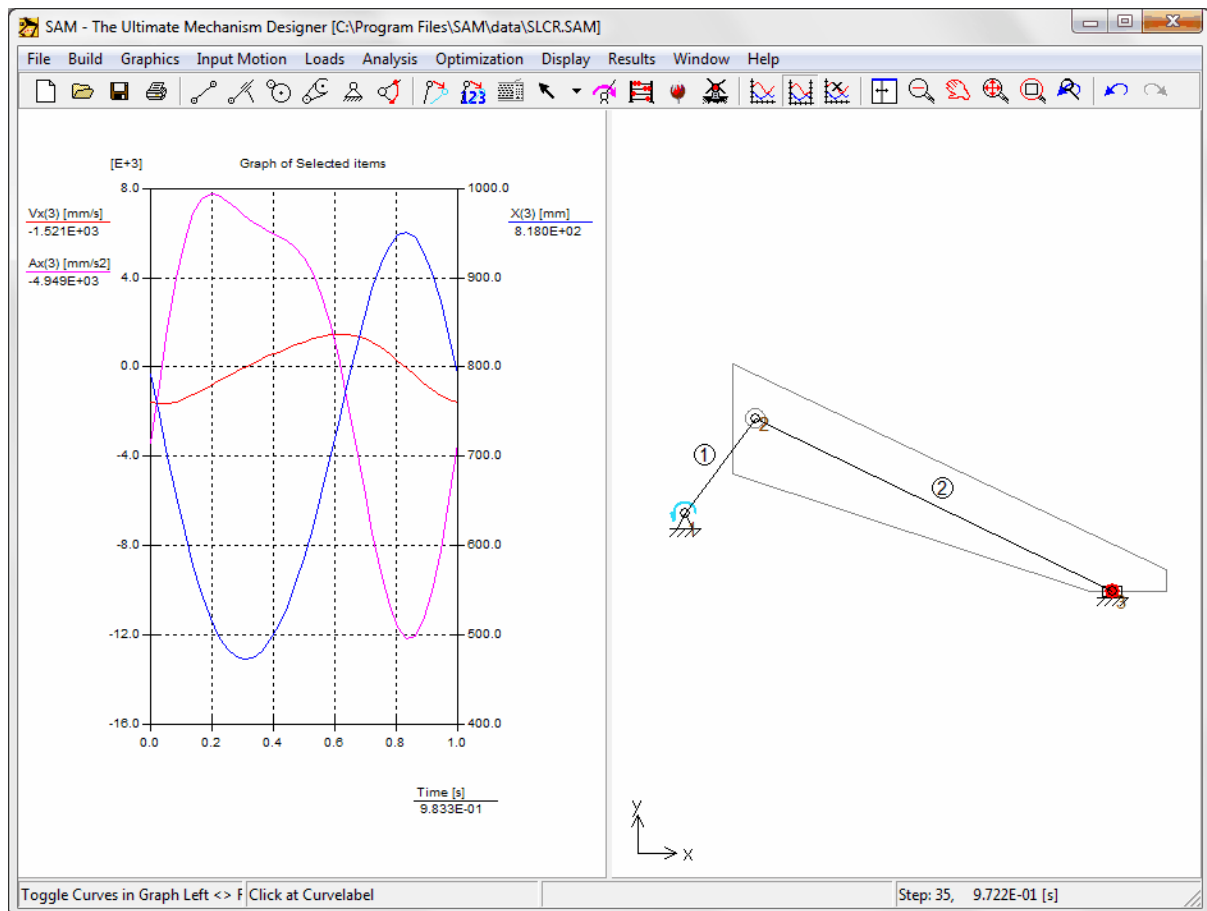 SAM - The Ultimate Mechanism Designer [C:\Program Files\SAM\data\SLCR.SAM]
File Build Graphics Input Motion Loads Analysis Optimization Display Results Window Help
123
[E+3] Graph of Selected items
8.0 1000.0
Vx(3) [mm/s] X(3) [mm]
-1.521E+03 8.180E+02
Ax(3) [mm/s2]
-4.949E+03
4.0 900.0
0.0 800.0
-4.0 700.0
-8.0 600.0
-12.0 500.0
-16.0 400.0
0.0 0.2 0.4 0.6 0.8 1.0
Time [s]
9.833E-01
2
1
2
1
3
y
x
Toggle Curves in Graph Left <> F Click at Curvelabel Step: 35, 9.722E-01 [s]